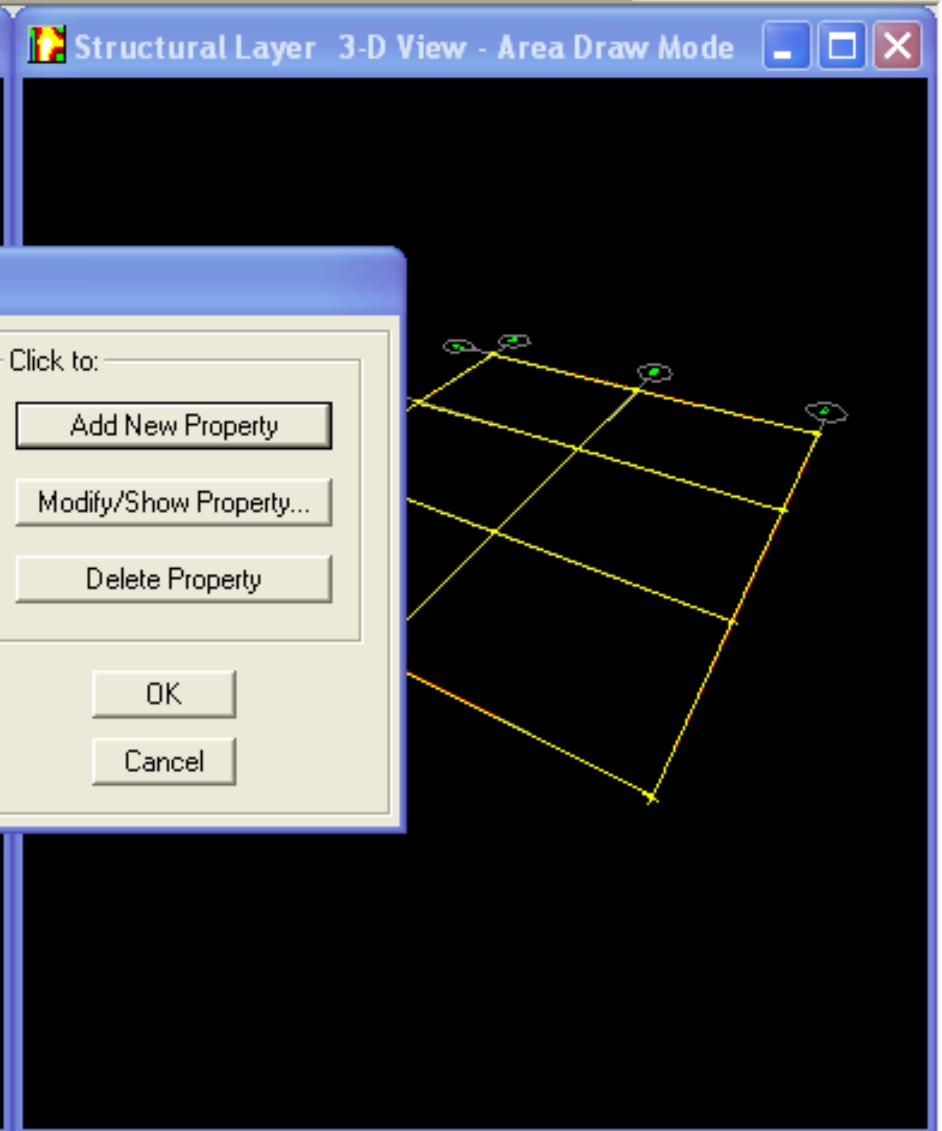 Structural Layer 3-D View - Area Draw Mode
Click to:
Add New Property
Modify/Show Property...
Delete Property
OK
Cancel